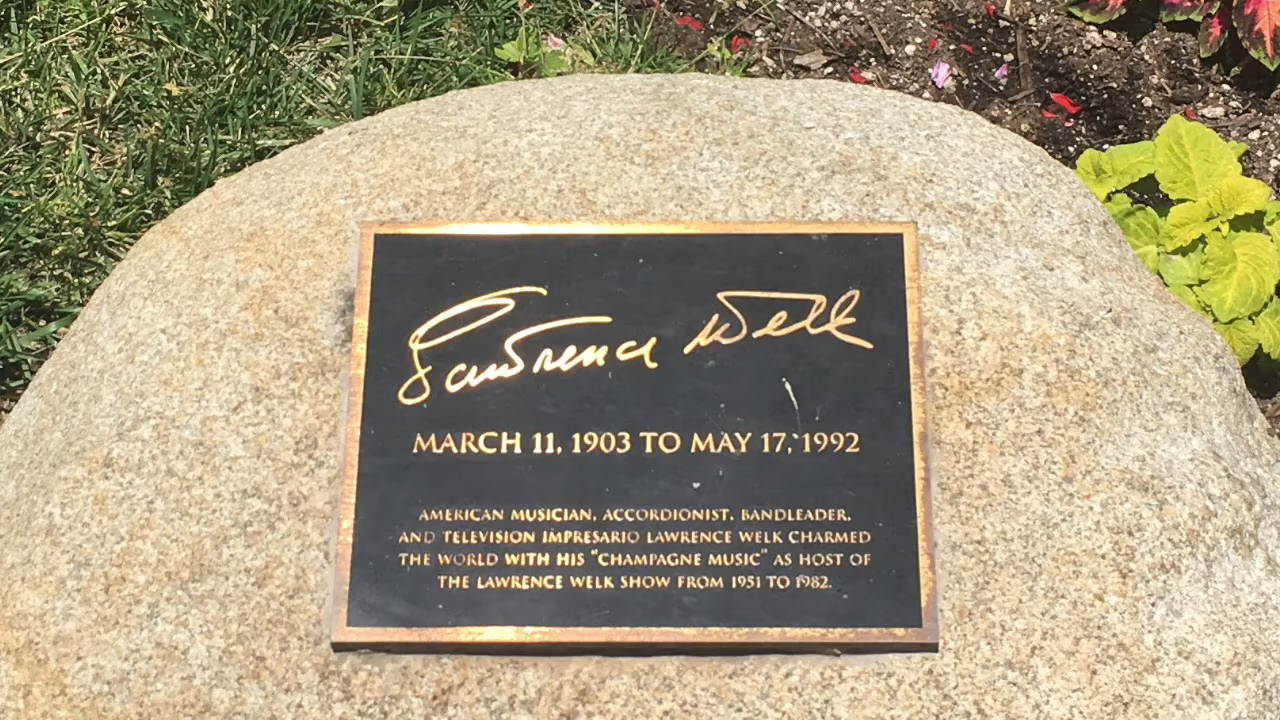 Lawrence Welk
MARCH 11, 1903 TO MAY 17, 1992
AMERICAN MUSICIAN, ACCORDIONIST, BANDLEADER,
AND TELEVISION IMPRESARIO LAWRENCE WELK CHARMED
THE WORLD WITH HIS "CHAMPAGNE MUSIC" AS HOST OF
THE LAWRENCE WELK SHOW FROM 1951 TO 1982.